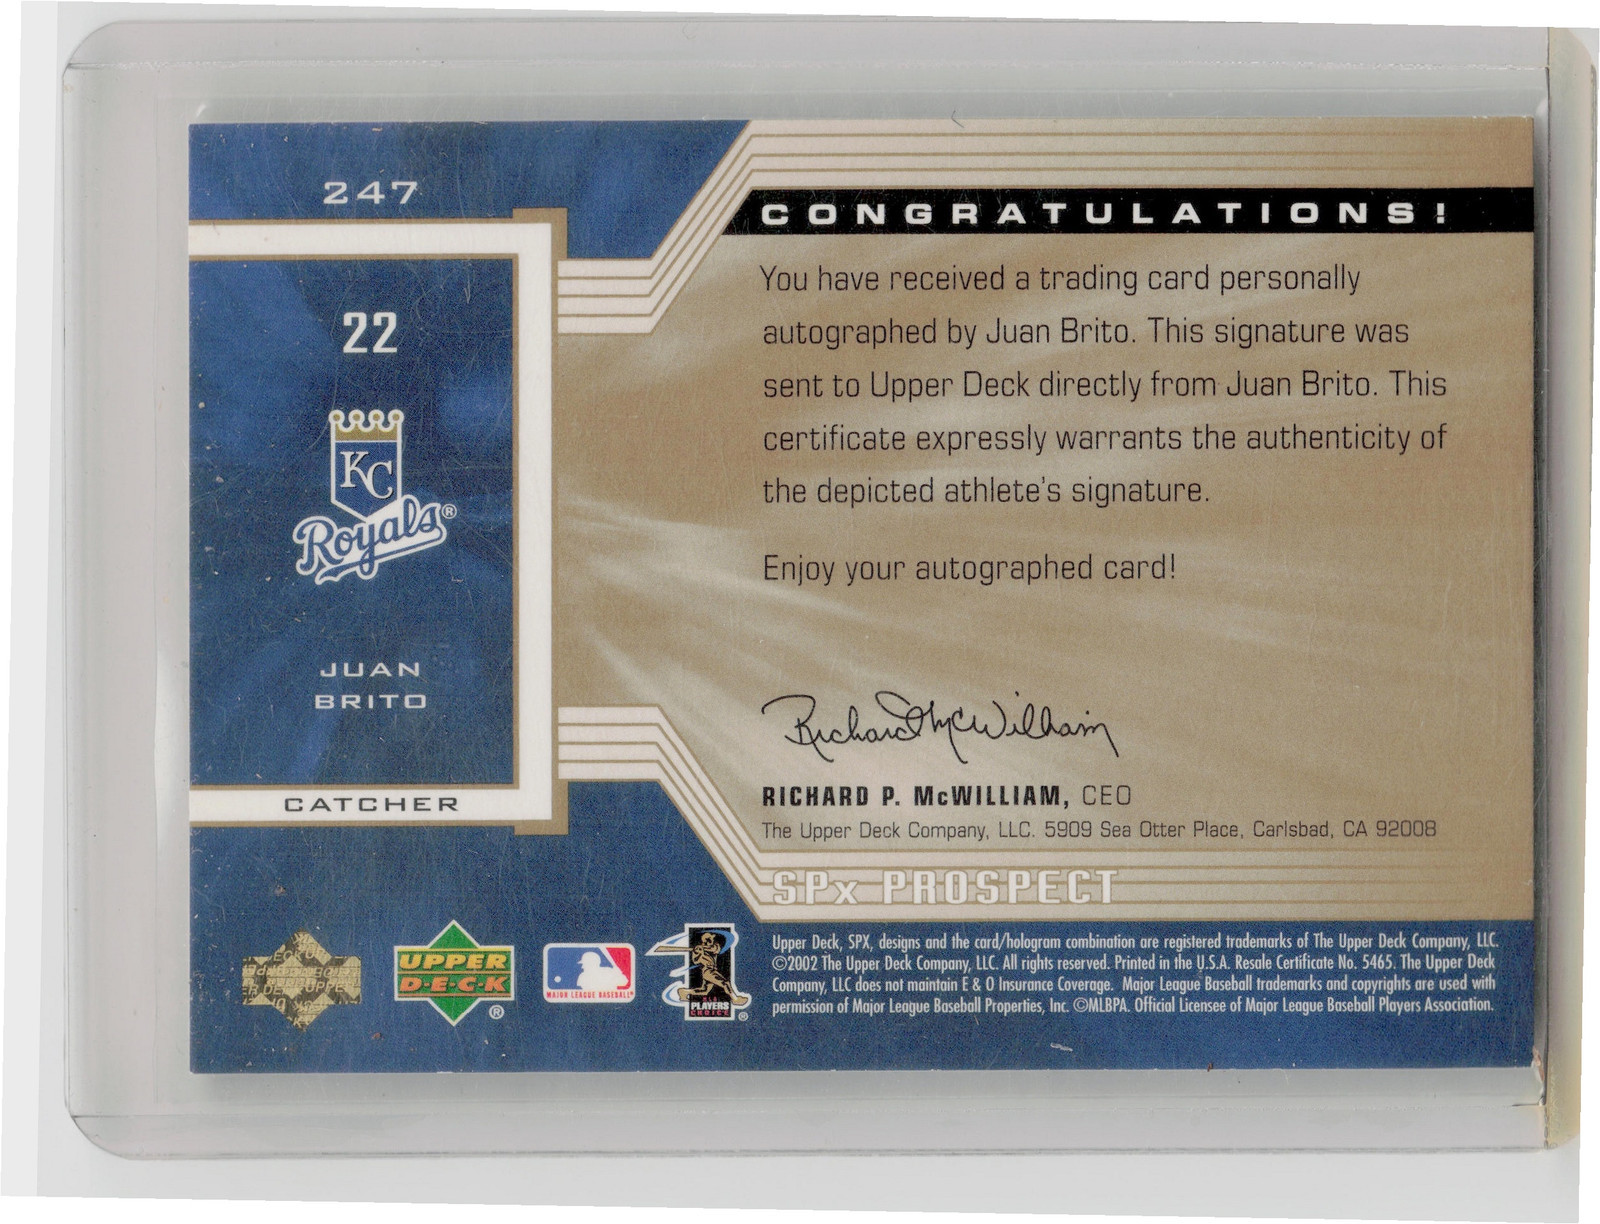 247
22
KC
Royals®
JUAN
BRITO
CATCHER
CONGRATULATIONS!
You have received a trading card personally
autographed by Juan Brito. This signature was
sent to Upper Deck directly from Juan Brito. This
certificate expressly warrants the authenticity of
the depicted athlete's signature.
Enjoy your autographed card!
Richard McWilliam
RICHARD P. McWILLIAM, CEO
The Upper Deck Company, LLC. 5909 Sea Otter Place, Carlsbad, CA 92008
SPx PROSPECT
UPPER
D·E·C·K
®
MAJOR LEAGUE BASEBALL
PLAYERS
CHOICE
®
Upper Deck, SPX, designs and the card/hologram combination are registered trademarks of The Upper Deck Company, LLC.
©2002 The Upper Deck Company, LLC. All rights reserved. Printed in the U.S.A. Resale Certificate No. 5465. The Upper Deck
Company, LLC does not maintain E & O Insurance Coverage. Major League Baseball trademarks and copyrights are used with
permission of Major League Baseball Properties, Inc. ©MLBPA. Official Licensee of Major League Baseball Players Association.